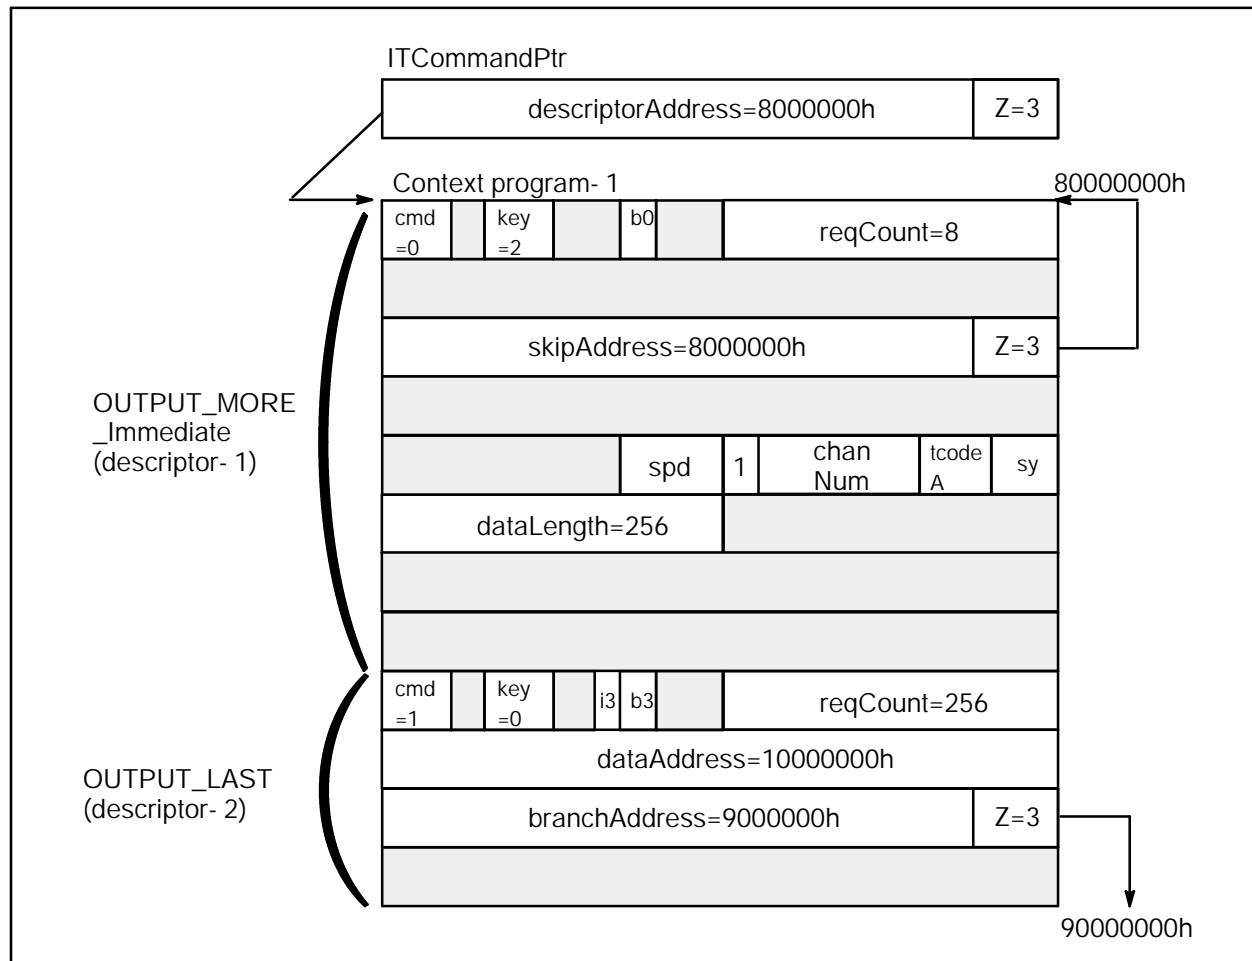 ITCommandPtr
descriptorAddress=8000000h
Z=3
Context program- 1
80000000h
cmd
=0
key
=2
b0
reqCount=8
skipAddress=8000000h
Z=3
OUTPUT_MORE
_Immediate
(descriptor- 1)
spd
1
chan
Num
tcode
A
sy
dataLength=256
cmd
=1
key
=0
i3
b3
reqCount=256
dataAddress=10000000h
OUTPUT_LAST
(descriptor- 2)
branchAddress=9000000h
Z=3
90000000h